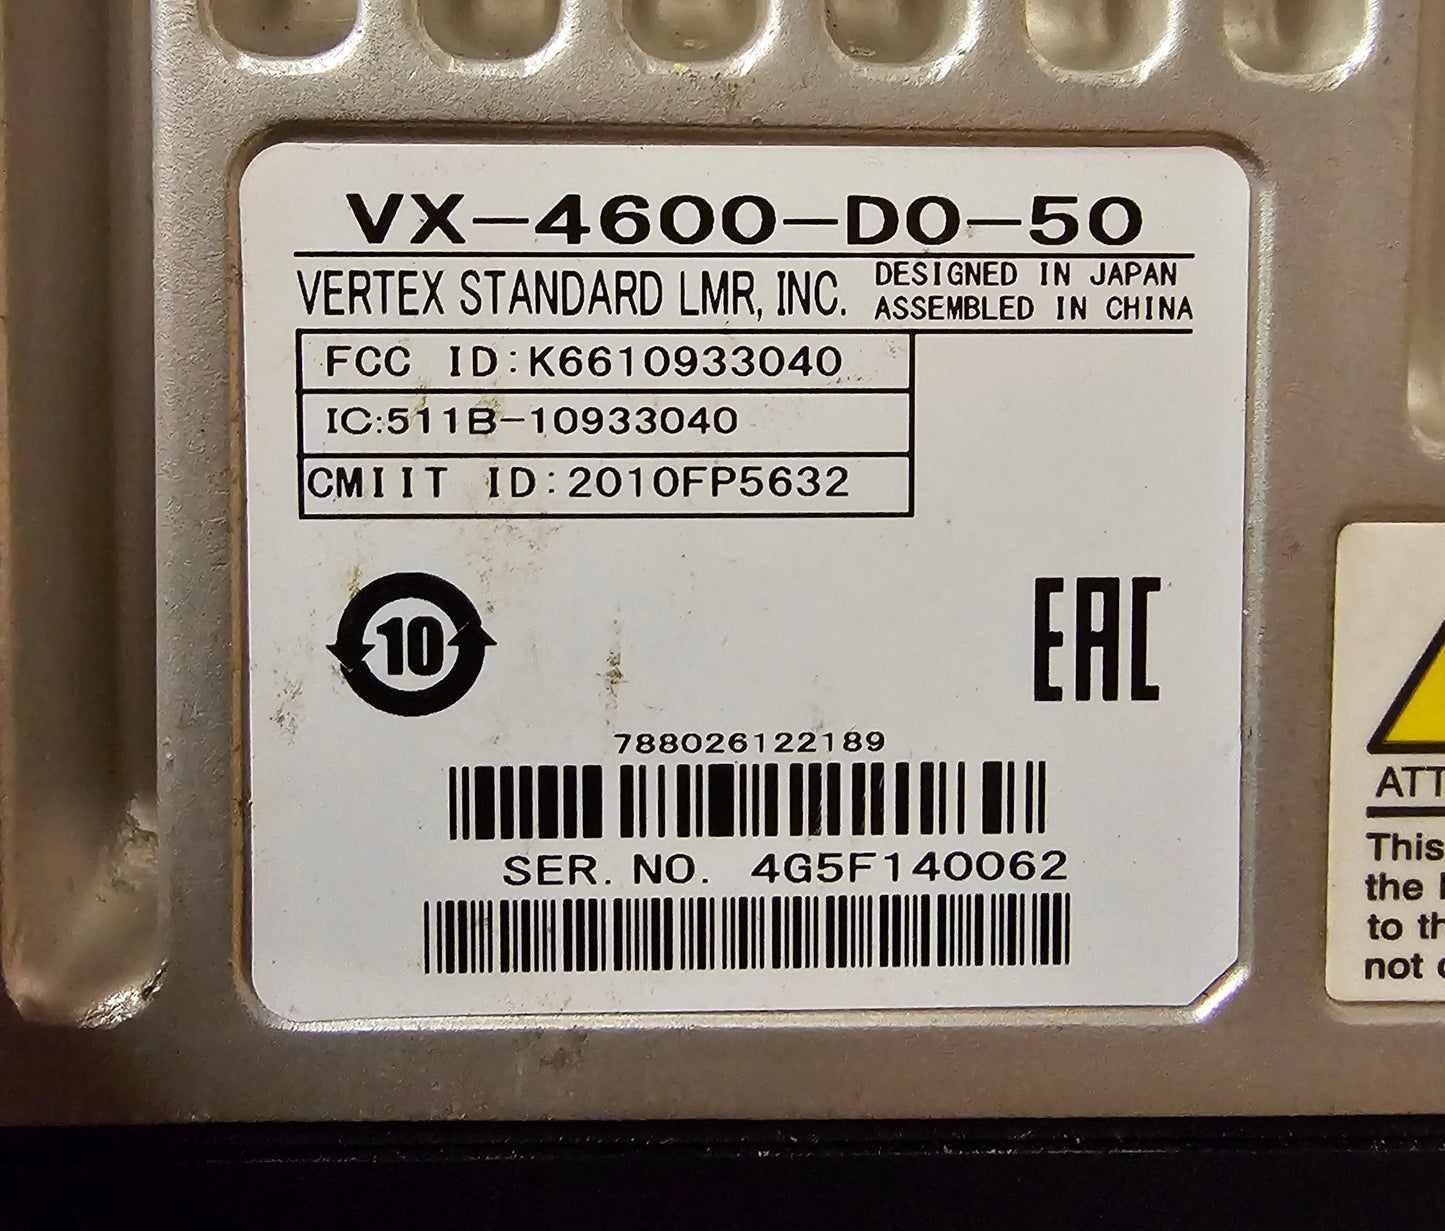 VX-4600-D0-50
VERTEX STANDARD LMR, INC.
DESIGNED IN JAPAN
ASSEMBLED IN CHINA
FCC ID:K6610933040
IC:511B-10933040
CMIIT ID:2010FP5632
10
EAC
788026122189
SER. NO. 4G5F140062
ATT
This
the
to th
not